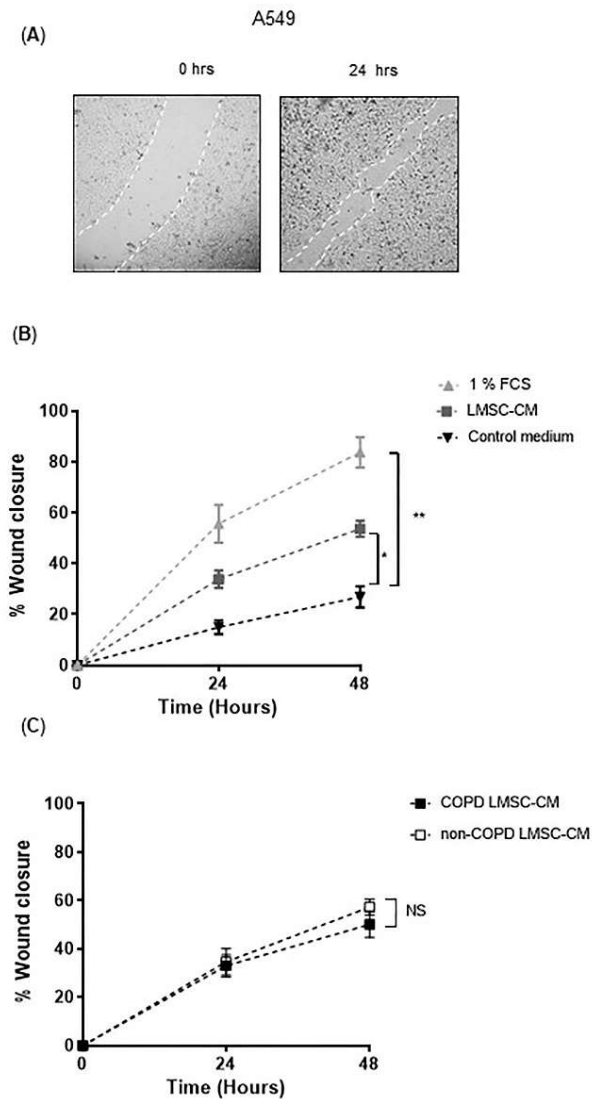 A549
(A)
0 hrs
24 hrs
(B)
1 % FCS
LMSC-CM
Control medium
100
80
60
40
20
0
% Wound closure
**
*
0
24
48
Time (Hours)
(C)
COPD LMSC-CM
non-COPD LMSC-CM
100
80
60
40
20
0
% Wound closure
NS
0
24
48
Time (Hours)